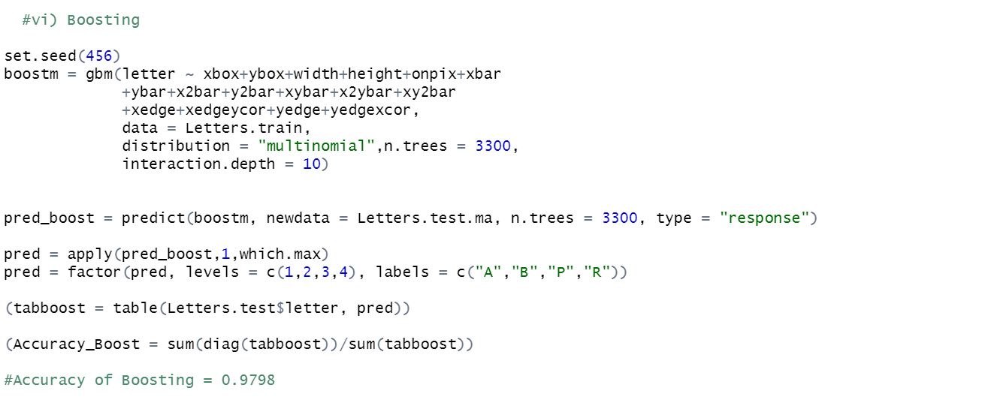 #vi) Boosting
set.seed(456)
boostm = gbm(letter ~ xbox+ybox+width+height+onpix+xbar
+ybar+x2bar+y2bar+xybar+x2ybar+xy2bar
+xedge+xedgeycor+yedge+yedgexcor,
data = Letters.train,
distribution = "multinomial",n.trees = 3300,
interaction.depth = 10)
pred_boost = predict(boostm, newdata = Letters.test.ma, n.trees = 3300, type = "response")
pred = apply(pred_boost,1,which.max)
pred = factor(pred, levels = c(1,2,3,4), labels = c("A","B","P","R"))
(tabboost = table(Letters.test$letter, pred))
(Accuracy_Boost = sum(diag(tabboost))/sum(tabboost))
#Accuracy of Boosting = 0.9798